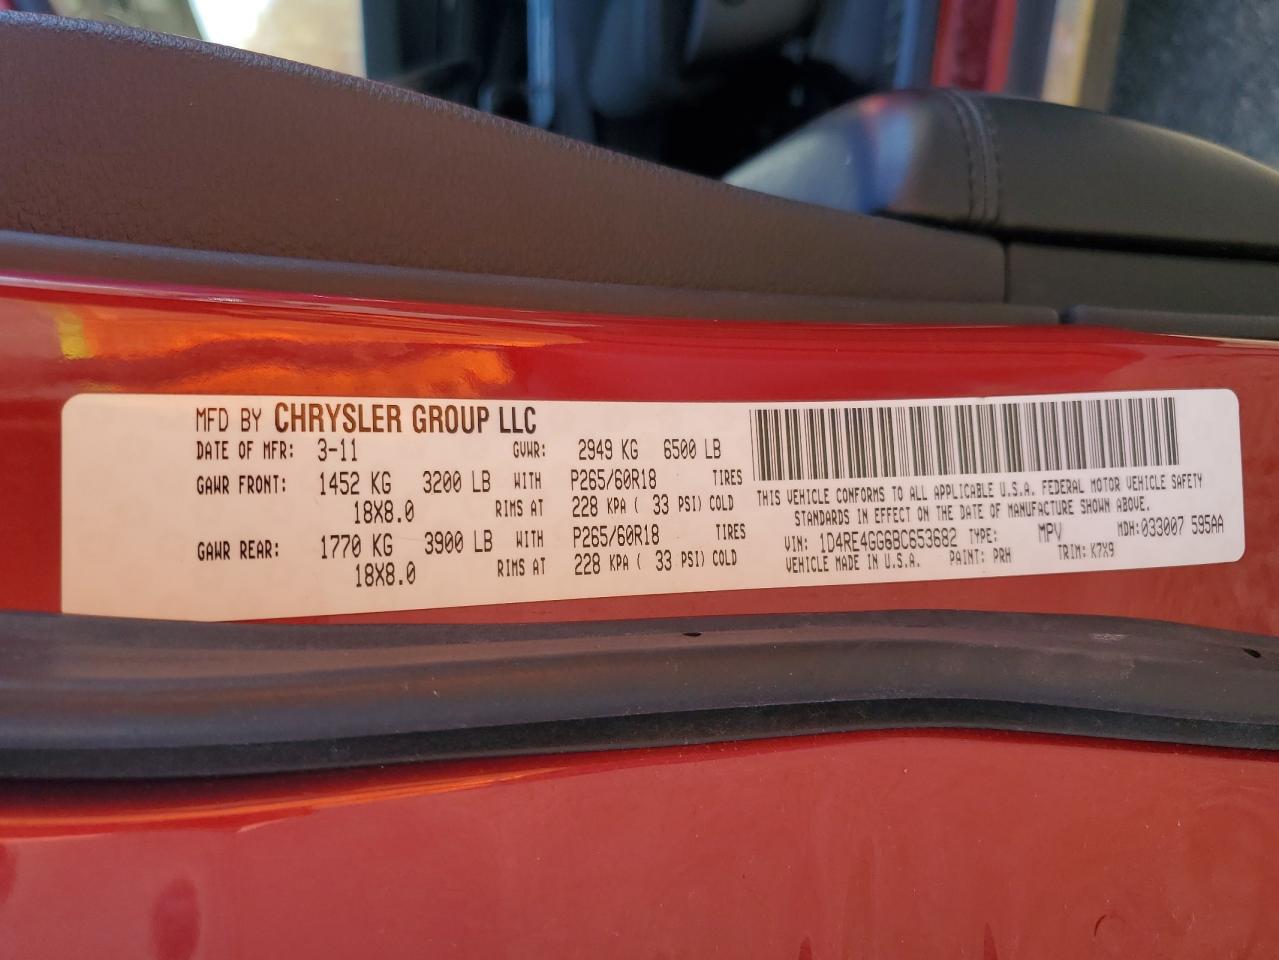 MFD BY CHRYSLER GROUP LLC
DATE OF MFR: 3-11 GVWR: 2949 KG 6500 LB
GAWR FRONT: 1452 KG 3200 LB WITH P265/60R18 TIRES
18X8.0 RIMS AT 228 KPA ( 33 PSI) COLD
GAWR REAR: 1770 KG 3900 LB WITH P265/60R18 TIRES
18X8.0 RIMS AT 228 KPA ( 33 PSI) COLD
THIS VEHICLE CONFORMS TO ALL APPLICABLE U.S.A. FEDERAL MOTOR VEHICLE SAFETY
STANDARDS IN EFFECT ON THE DATE OF MANUFACTURE SHOWN ABOVE.
VIN: 1D4RE4GG6BC653682 TYPE: MPV MDH:033007 595AA
VEHICLE MADE IN U.S.A. PAINT: PRH TRIM: K7X9